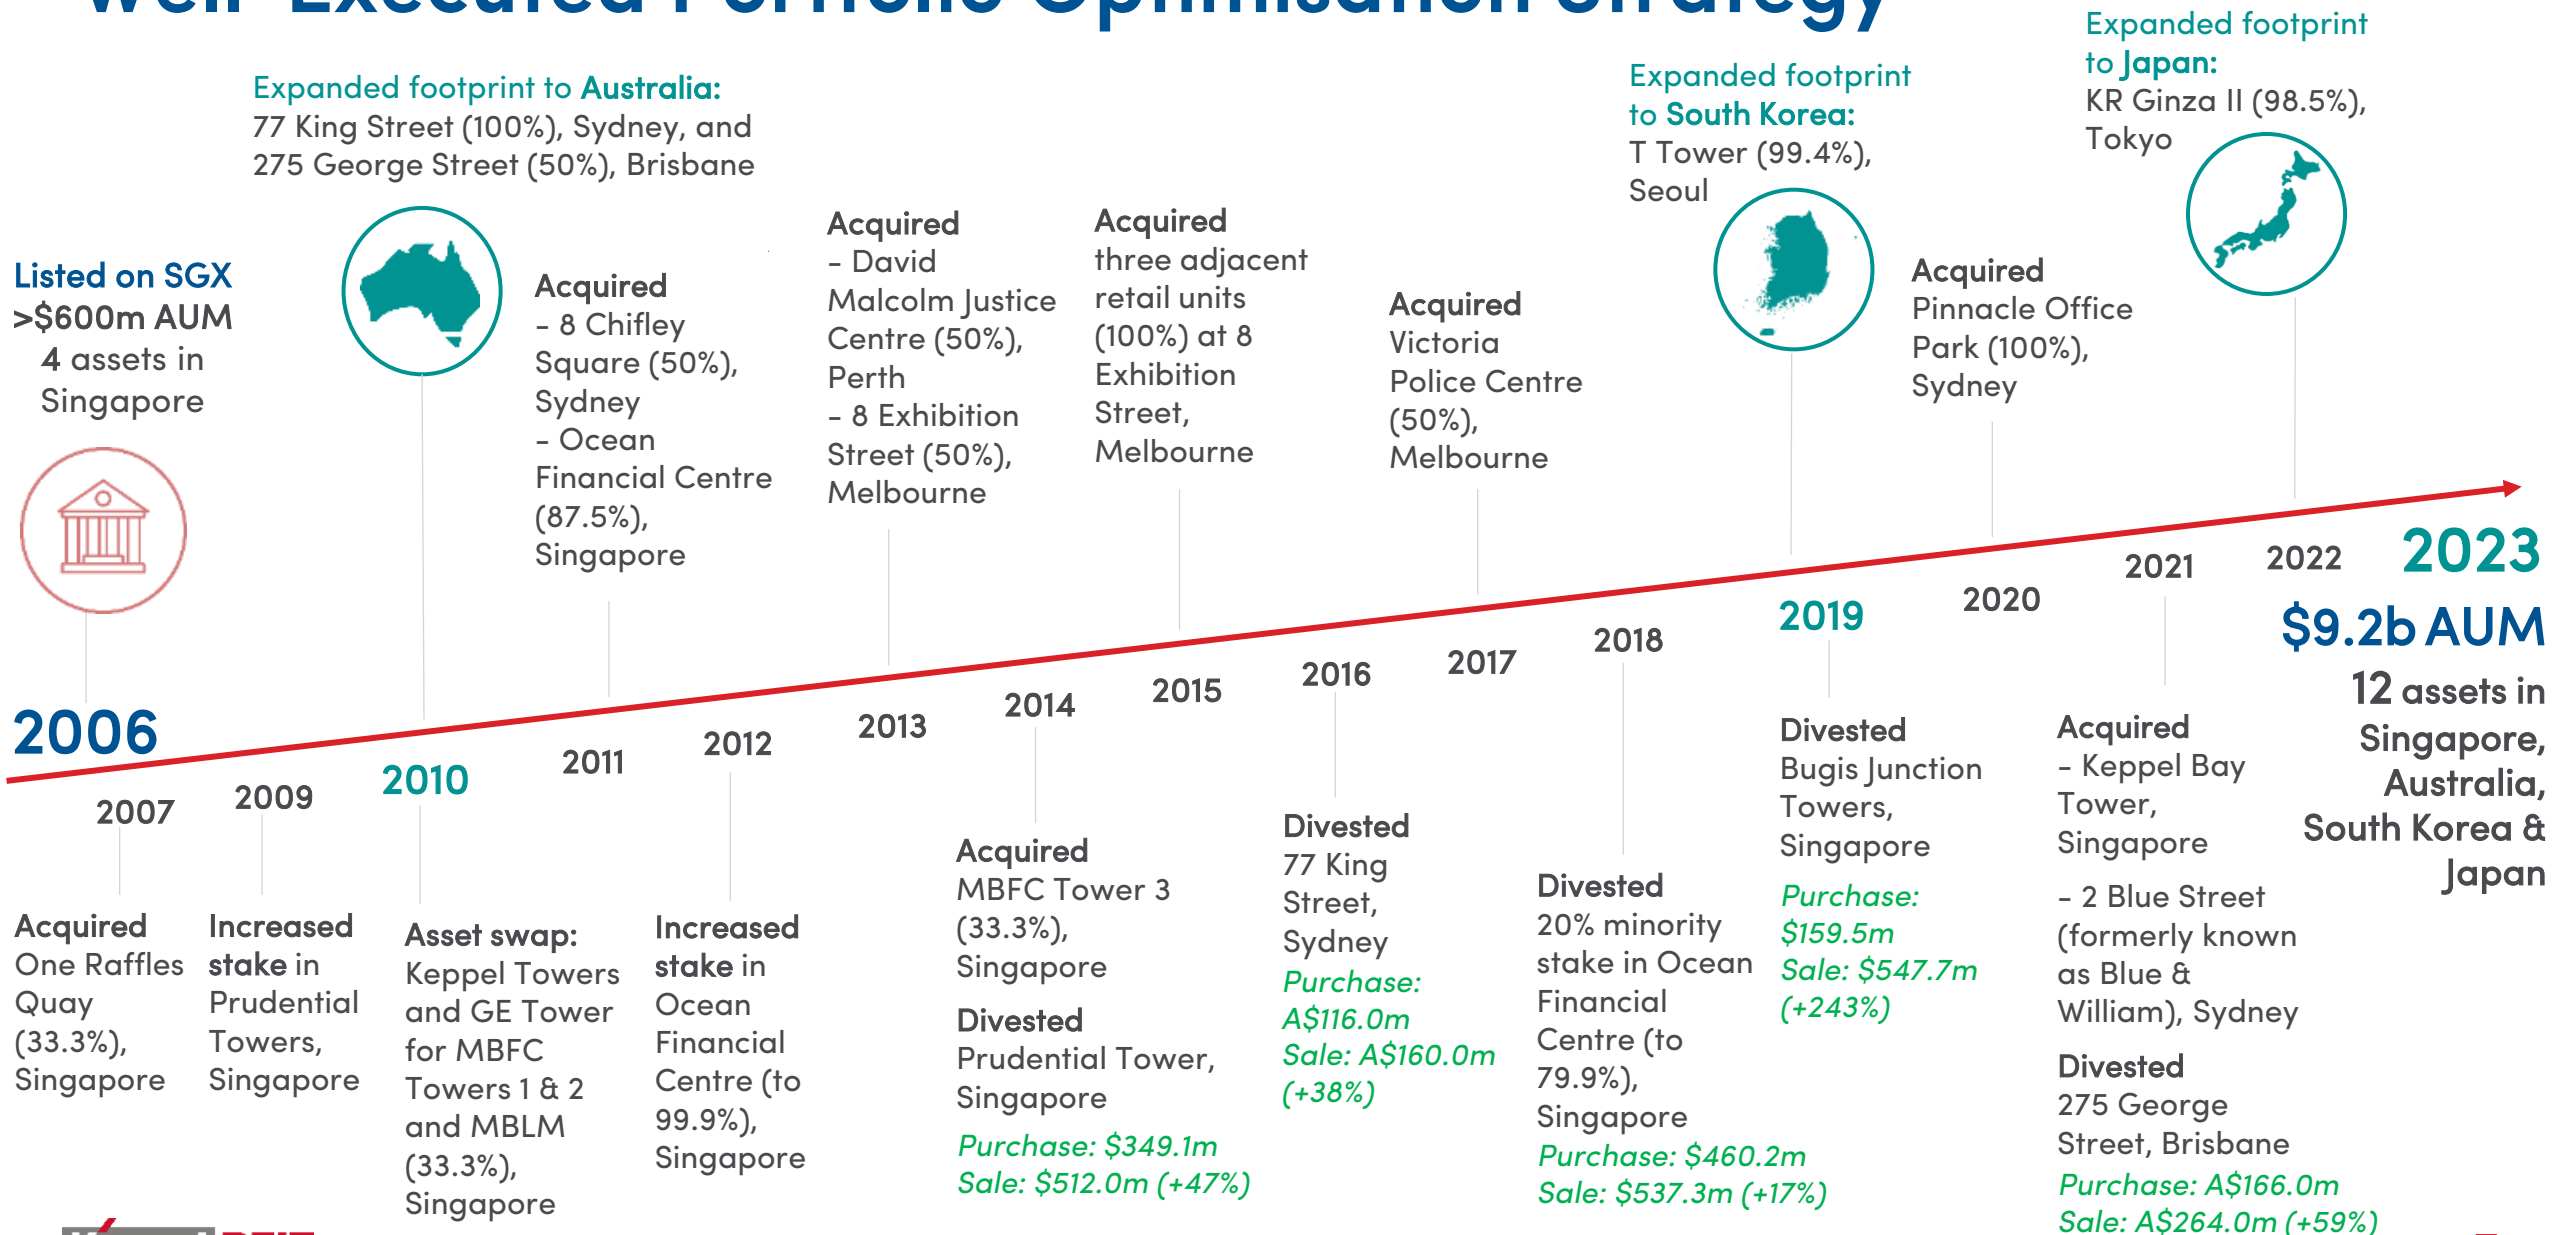 Well-Executed Portfolio Optimisation Strategy
Listed on SGX
>$600m AUM
4 assets in
Singapore
2006
Expanded footprint to Australia:
77 King Street (100%), Sydney, and
275 George Street (50%), Brisbane
Acquired
- 8 Chifley
Square (50%),
Sydney
- Ocean
Financial Centre
(87.5%),
Singapore
Acquired
- David
Malcolm Justice
Centre (50%),
Perth
- 8 Exhibition
Street (50%),
Melbourne
Acquired
three adjacent
retail units
(100%) at 8
Exhibition
Street,
Melbourne
Acquired
Victoria
Police Centre
(50%),
Melbourne
Expanded footprint
to South Korea:
T Tower (99.4%),
Seoul
Acquired
Pinnacle Office
Park (100%),
Sydney
Expanded footprint
to Japan:
KR Ginza II (98.5%),
Tokyo
2007
2009
2010
2011
2012
2013
2014
2015
2016
2017
2018
2019
2020
2021
2022
2023
$9.2b AUM
12 assets in
Singapore,
Australia,
South Korea &
Japan
Acquired
One Raffles
Quay
(33.3%),
Singapore
Increased
stake in
Prudential
Towers,
Singapore
Asset swap:
Keppel Towers
and GE Tower
for MBFC
Towers 1 & 2
and MBLM
(33.3%),
Singapore
Increased
stake in
Ocean
Financial
Centre (to
99.9%),
Singapore
Acquired
MBFC Tower 3
(33.3%),
Singapore
Divested
Prudential Tower,
Singapore
Purchase: $349.1m
Sale: $512.0m (+47%)
Divested
77 King
Street,
Sydney
Purchase:
A$116.0m
Sale: A$160.0m
(+38%)
Divested
20% minority
stake in Ocean
Financial
Centre (to
79.9%),
Singapore
Purchase: $460.2m
Sale: $537.3m (+17%)
Divested
Bugis Junction
Towers,
Singapore
Purchase:
$159.5m
Sale: $547.7m
(+243%)
Acquired
- Keppel Bay
Tower,
Singapore
- 2 Blue Street
(formerly known
as Blue &
William), Sydney
Divested
275 George
Street, Brisbane
Purchase: A$166.0m
Sale: A$264.0m (+59%)